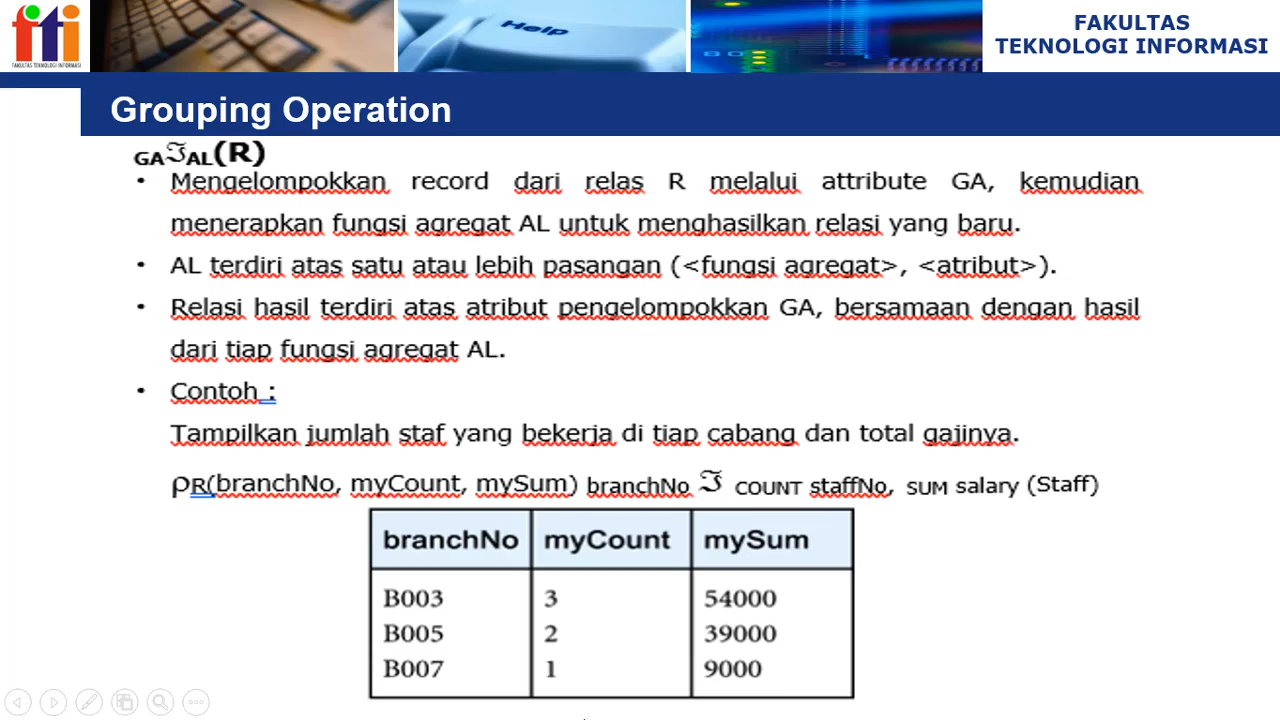 fiti
FAKULTAS TEKNOLOGI INFORMASI
Help
FAKULTAS
TEKNOLOGI INFORMASI
Grouping Operation
GAℑAL(R)
• Mengelompokkan record dari relas R melalui attribute GA, kemudian
menerapkan fungsi agregat AL untuk menghasilkan relasi yang baru.
• AL terdiri atas satu atau lebih pasangan (<fungsi agregat>, <atribut>).
• Relasi hasil terdiri atas atribut pengelompokkan GA, bersamaan dengan hasil
dari tiap fungsi agregat AL.
• Contoh :
Tampilkan jumlah staf yang bekerja di tiap cabang dan total gajinya.
ρR(branchNo, myCount, mySum) branchNo ℑ COUNT staffNo, SUM salary (Staff)
branchNo myCount mySum
B003 3 54000
B005 2 39000
B007 1 9000